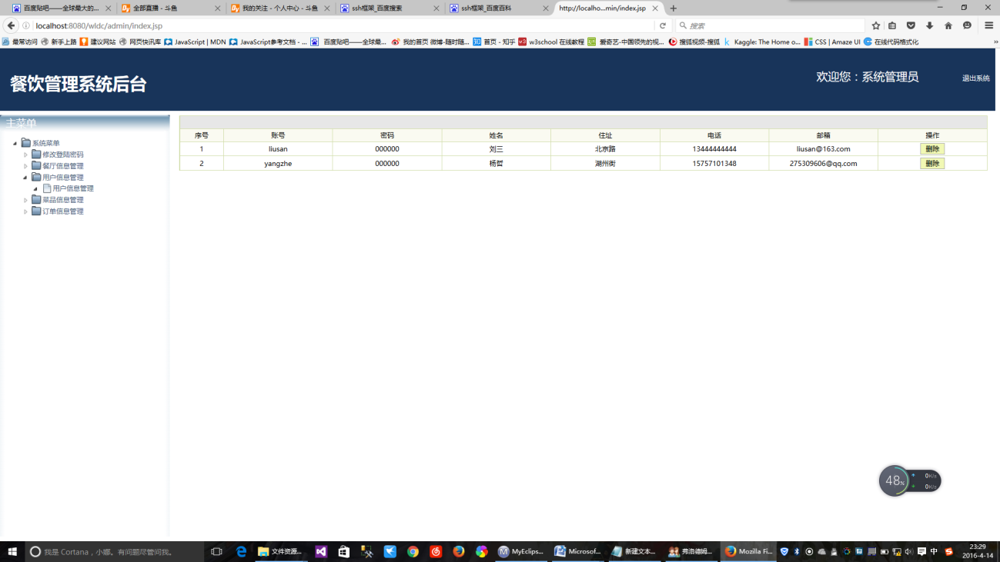 百度贴吧——全球最大的... 全部直播 - 斗鱼 我的关注 - 个人中心 - 斗鱼 ssh框架_百度搜索 ssh框架_百度百科 http://localho...min/index.jsp
localhost:8080/wldc/admin/index.jsp 搜索
最常访问 新手上路 建议网站 网页快讯库 JavaScript | MDN JavaScript参考文档 - ... 百度贴吧——全球最... 我的首页 微博-随时随... 首页 - 知乎 w3school 在线教程 爱奇艺-中国领先的视... 搜狐视频-搜狐 Kaggle: The Home o... CSS | Amaze UI 在线代码格式化
餐饮管理系统后台 欢迎您：系统管理员 退出系统
主菜单
系统菜单
修改登陆密码
餐厅信息管理
用户信息管理
用户信息管理
菜品信息管理
订单信息管理
序号 账号 密码 姓名 住址 电话 邮箱 操作
1 liusan 000000 刘三 北京路 13444444444 liusan@163.com 删除
2 yangzhe 000000 杨哲 湖州街 15757101348 275309606@qq.com 删除
48% 0K/s
0K/s
我是 Cortana，小娜。有问题尽管问我。 文件资源... MyEclips... Microsof... 新建文本... 弗洛德姆... Mozilla Fi... 中 23:29
2016-4-14